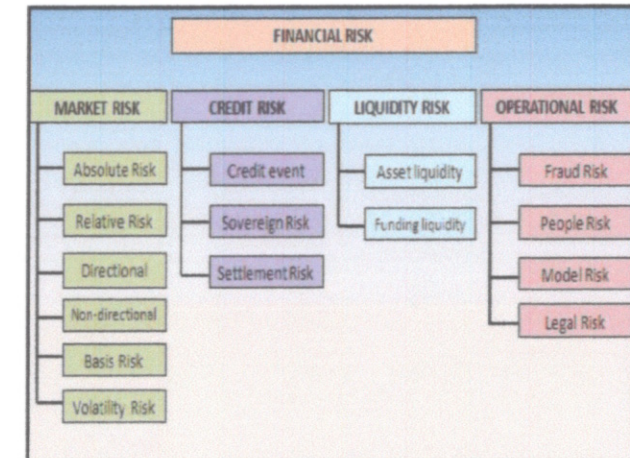 FINANCIAL RISK
MARKET RISK
CREDIT RISK
LIQUIDITY RISK
OPERATIONAL RISK
Absolute Risk
Relative Risk
Directional
Non-directional
Basis Risk
Volatility Risk
Credit event
Sovereign Risk
Settlement Risk
Asset liquidity
Funding liquidity
Fraud Risk
People Risk
Model Risk
Legal Risk